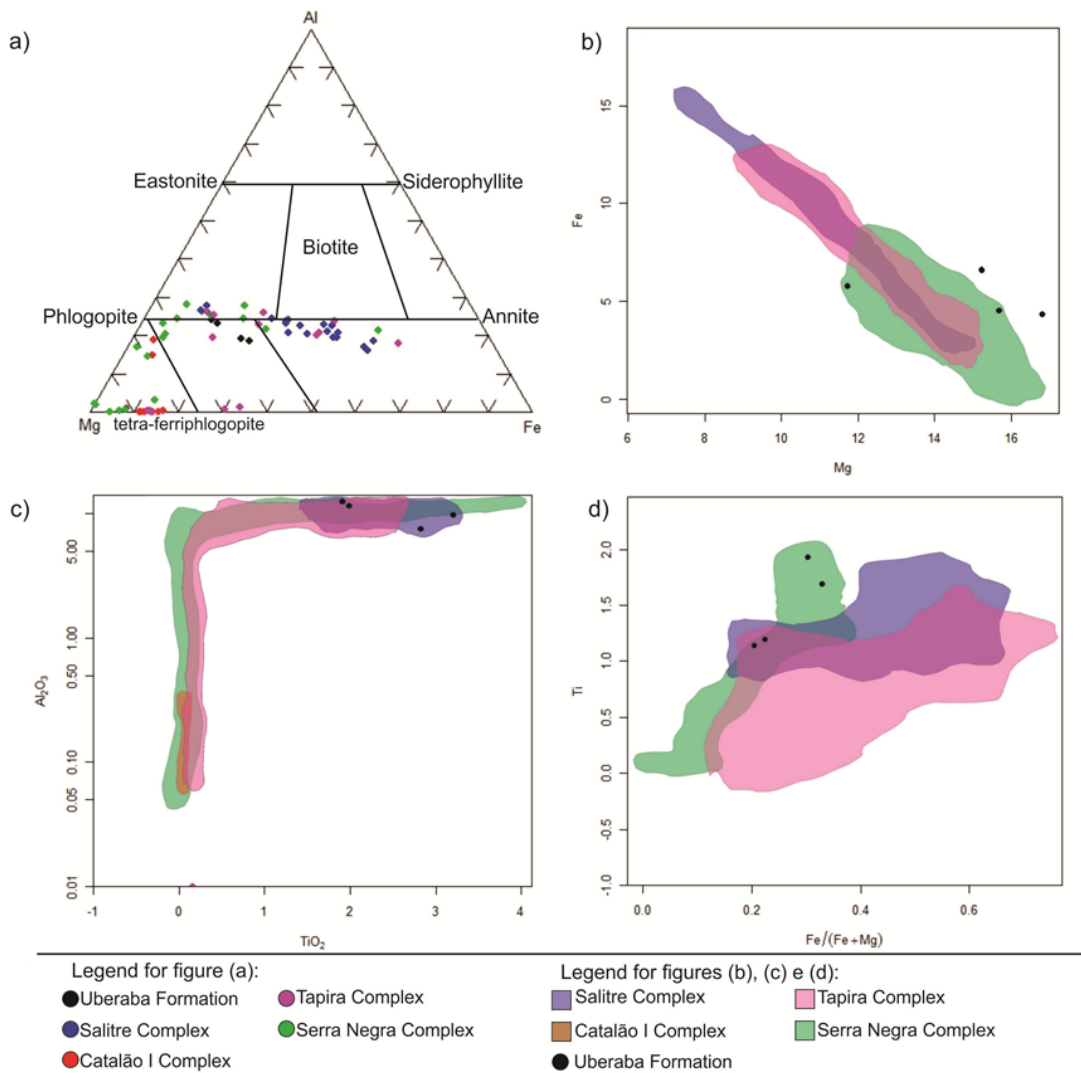 a)
Al
Eastonite
Siderophyllite
Biotite
Phlogopite
Annite
Mg
tetra-ferriphlogopite
Fe
b)
Fe
15
10
5
0
6
8
10
12
14
16
Mg
c)
Al₂O₃
5.00
1.00
0.50
0.10
0.05
0.01
-1
0
1
2
3
4
TiO₂
d)
Ti
2.0
1.5
1.0
0.5
0.0
-0.5
-1.0
0.0
0.2
0.4
0.6
Fe/(Fe+Mg)
Legend for figure (a):
Uberaba Formation
Tapira Complex
Salitre Complex
Serra Negra Complex
Catalão I Complex
Legend for figures (b), (c) e (d):
Salitre Complex
Tapira Complex
Catalão I Complex
Serra Negra Complex
Uberaba Formation